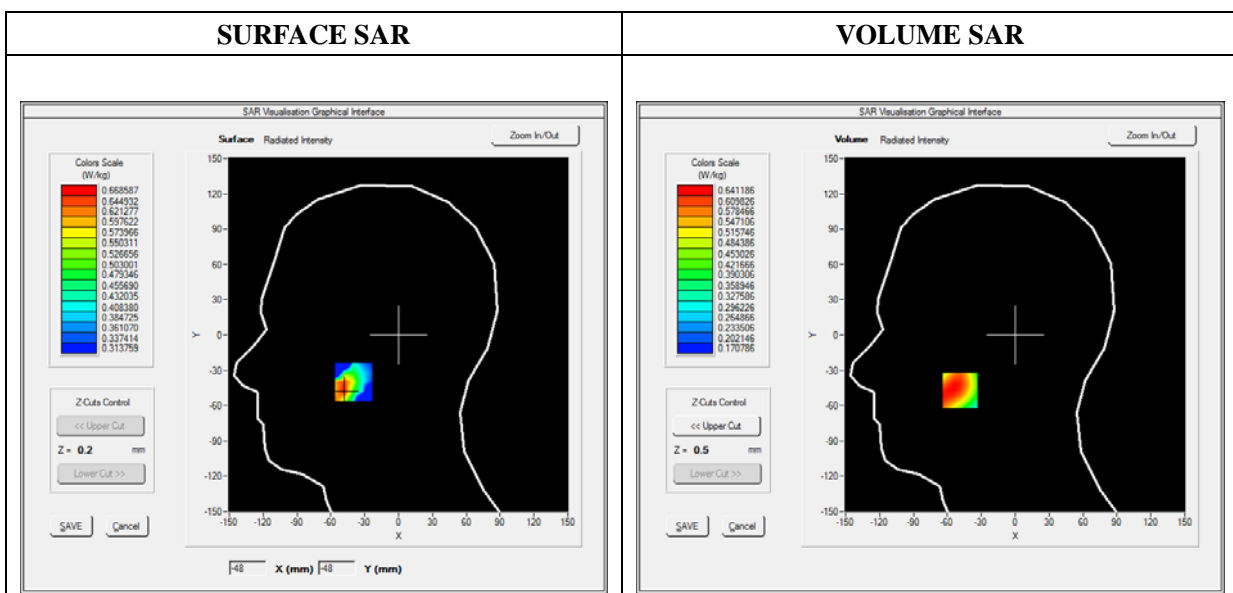 SURFACE SAR
VOLUME SAR
SAR Visualisation Graphical Interface
Surface Radiated Intensity
Zoom In/Out
Colors Scale
(W/kg)
0.668587
0.644932
0.621277
0.597622
0.573966
0.550311
0.526656
0.503001
0.479346
0.455690
0.432035
0.408380
0.384725
0.361070
0.337414
0.313759
Z-Cuts Control
<< Upper Cut
Z = 0.2 mm
Lower Cut >>
SAVE Cancel
150
120
90
60
30
0
-30
-60
-90
-120
-150
Y
-150 -120 -90 -60 -30 0 30 60 90 120 150
X
-48 X (mm) -48 Y (mm)
SAR Visualisation Graphical Interface
Volume Radiated Intensity
Zoom In/Out
Colors Scale
(W/kg)
0.641186
0.609826
0.578466
0.547106
0.515746
0.484386
0.453026
0.421666
0.390306
0.358946
0.327586
0.296226
0.264866
0.233506
0.202146
0.170786
Z-Cuts Control
<< Upper Cut
Z = 0.5 mm
Lower Cut >>
SAVE Cancel
150
120
90
60
30
0
-30
-60
-90
-120
-150
Y
-150 -120 -90 -60 -30 0 30 60 90 120 150
X